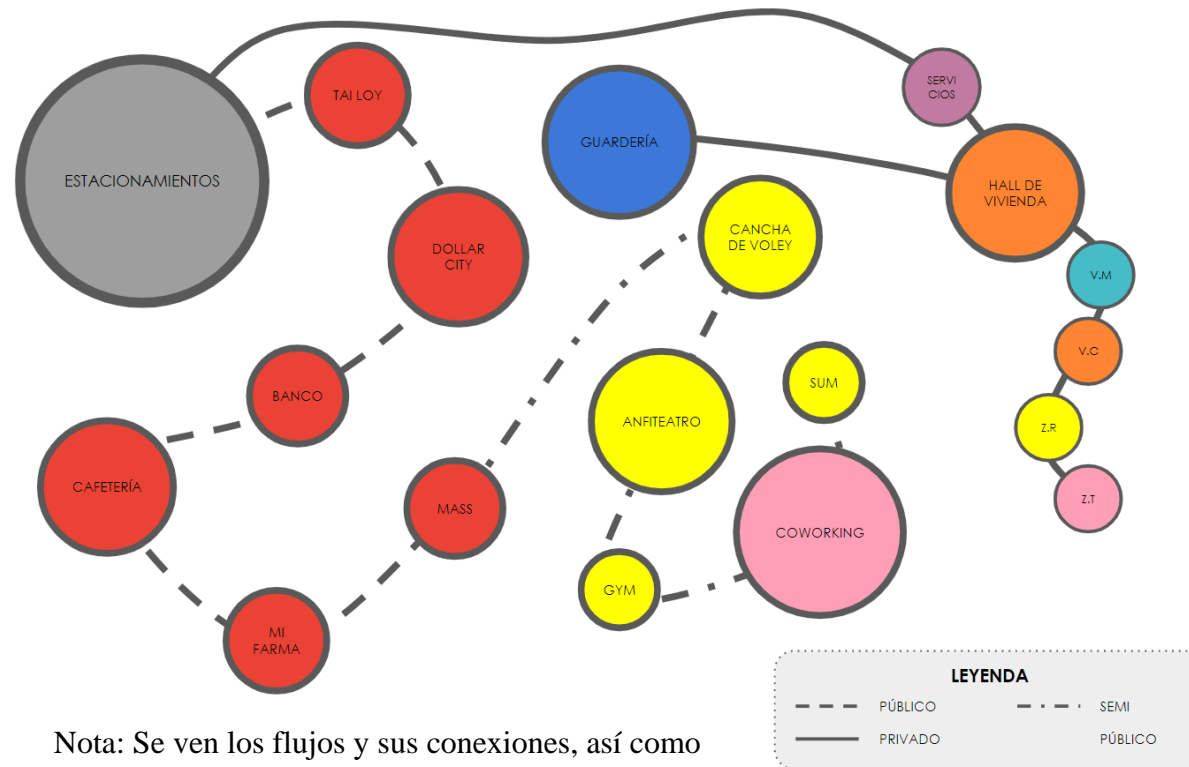 ESTACIONAMIENTOS
TAI LOY
DOLLAR
CITY
BANCO
CAFETERÍA
MI
FARMA
MASS
GUARDERÍA
CANCHA
DE VOLEY
ANFITEATRO
GYM
SUM
COWORKING
SERVI
CIOS
HALL DE
VIVIENDA
V.M
V.C
Z.R
Z.T
LEYENDA
PÚBLICO
SEMI
PRIVADO
PÚBLICO
Nota: Se ven los flujos y sus conexiones, así como